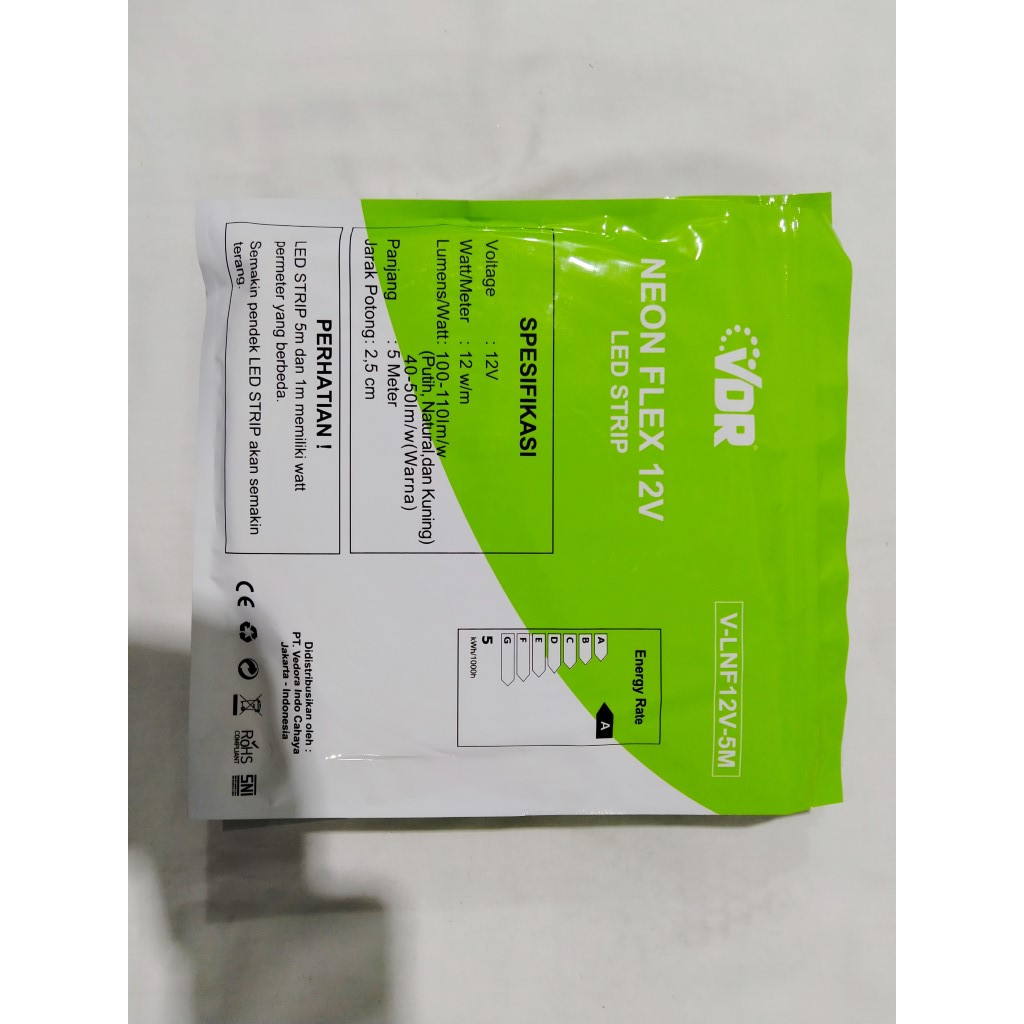 VDR
V-LNF12V-5M
NEON FLEX 12V
LED STRIP
SPESIFIKASI
Voltage : 12V
Watt/Meter : 12 w/m
Lumens/Watt: 100-110lm/w
(Putih, Natural,dan Kuning)
40-50lm/w(Warna)
Panjang : 5 Meter
Jarak Potong: 2,5 cm
Energy Rate
A
A
B
C
D
E
F
G
5
kWh/1000h
PERHATIAN !
LED STRIP 5m dan 1m memiliki watt
permeter yang berbeda.
Semakin pendek LED STRIP akan semakin
terang.
Didistribusikan oleh :
PT. Vedora Indo Cahaya
Jakarta - Indonesia
CE
RoHS
COMPLIANT
SNI